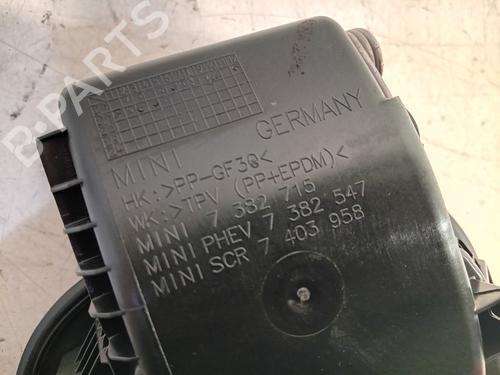 B-PARTS
GERMANY
MINI
HK:>PP-GF30<
WK:>TPV (PP+EPDM)<
MINI 7 382 715
MINI PHEV 7 382 547
MINI SCR 7 403 958